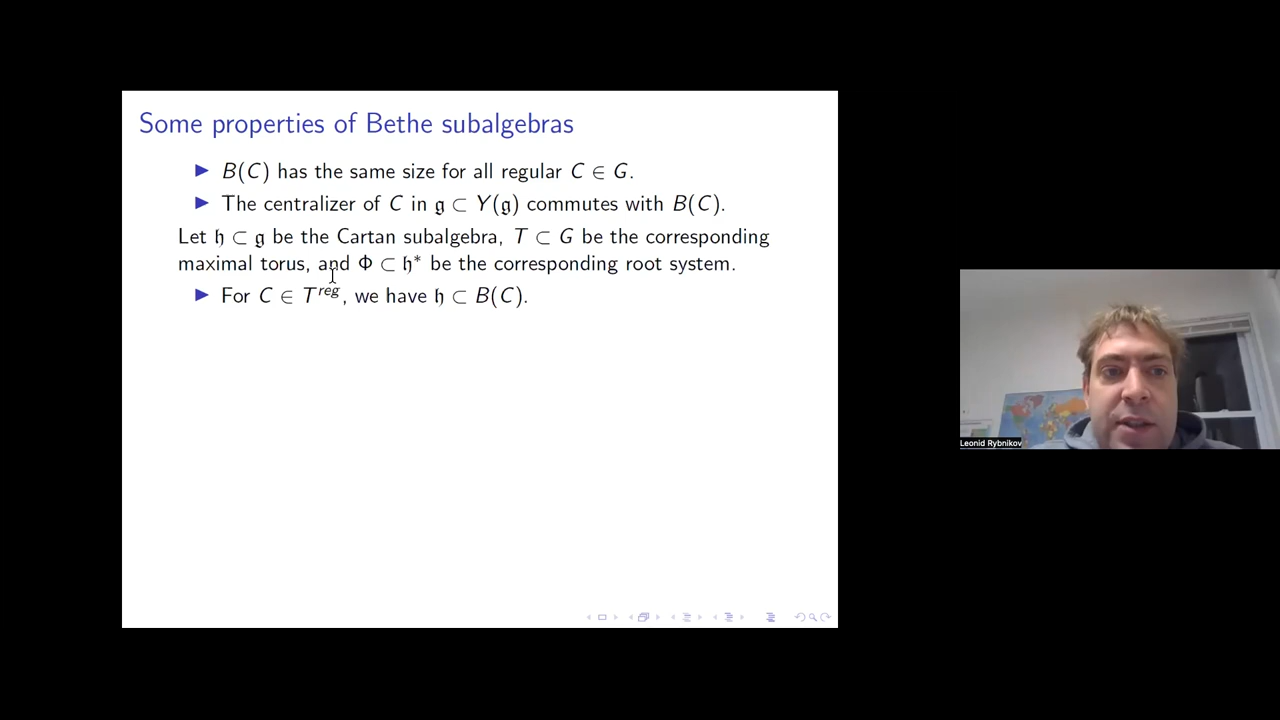 Some properties of Bethe subalgebras
▶ B(C) has the same size for all regular C ∈ G.
▶ The centralizer of C in 𝔤 ⊂ Y(𝔤) commutes with B(C).
Let 𝔥 ⊂ 𝔤 be the Cartan subalgebra, T ⊂ G be the corresponding
maximal torus, and Φ ⊂ 𝔥* be the corresponding root system.
▶ For C ∈ T^reg, we have 𝔥 ⊂ B(C).
Leonid Rybnikov